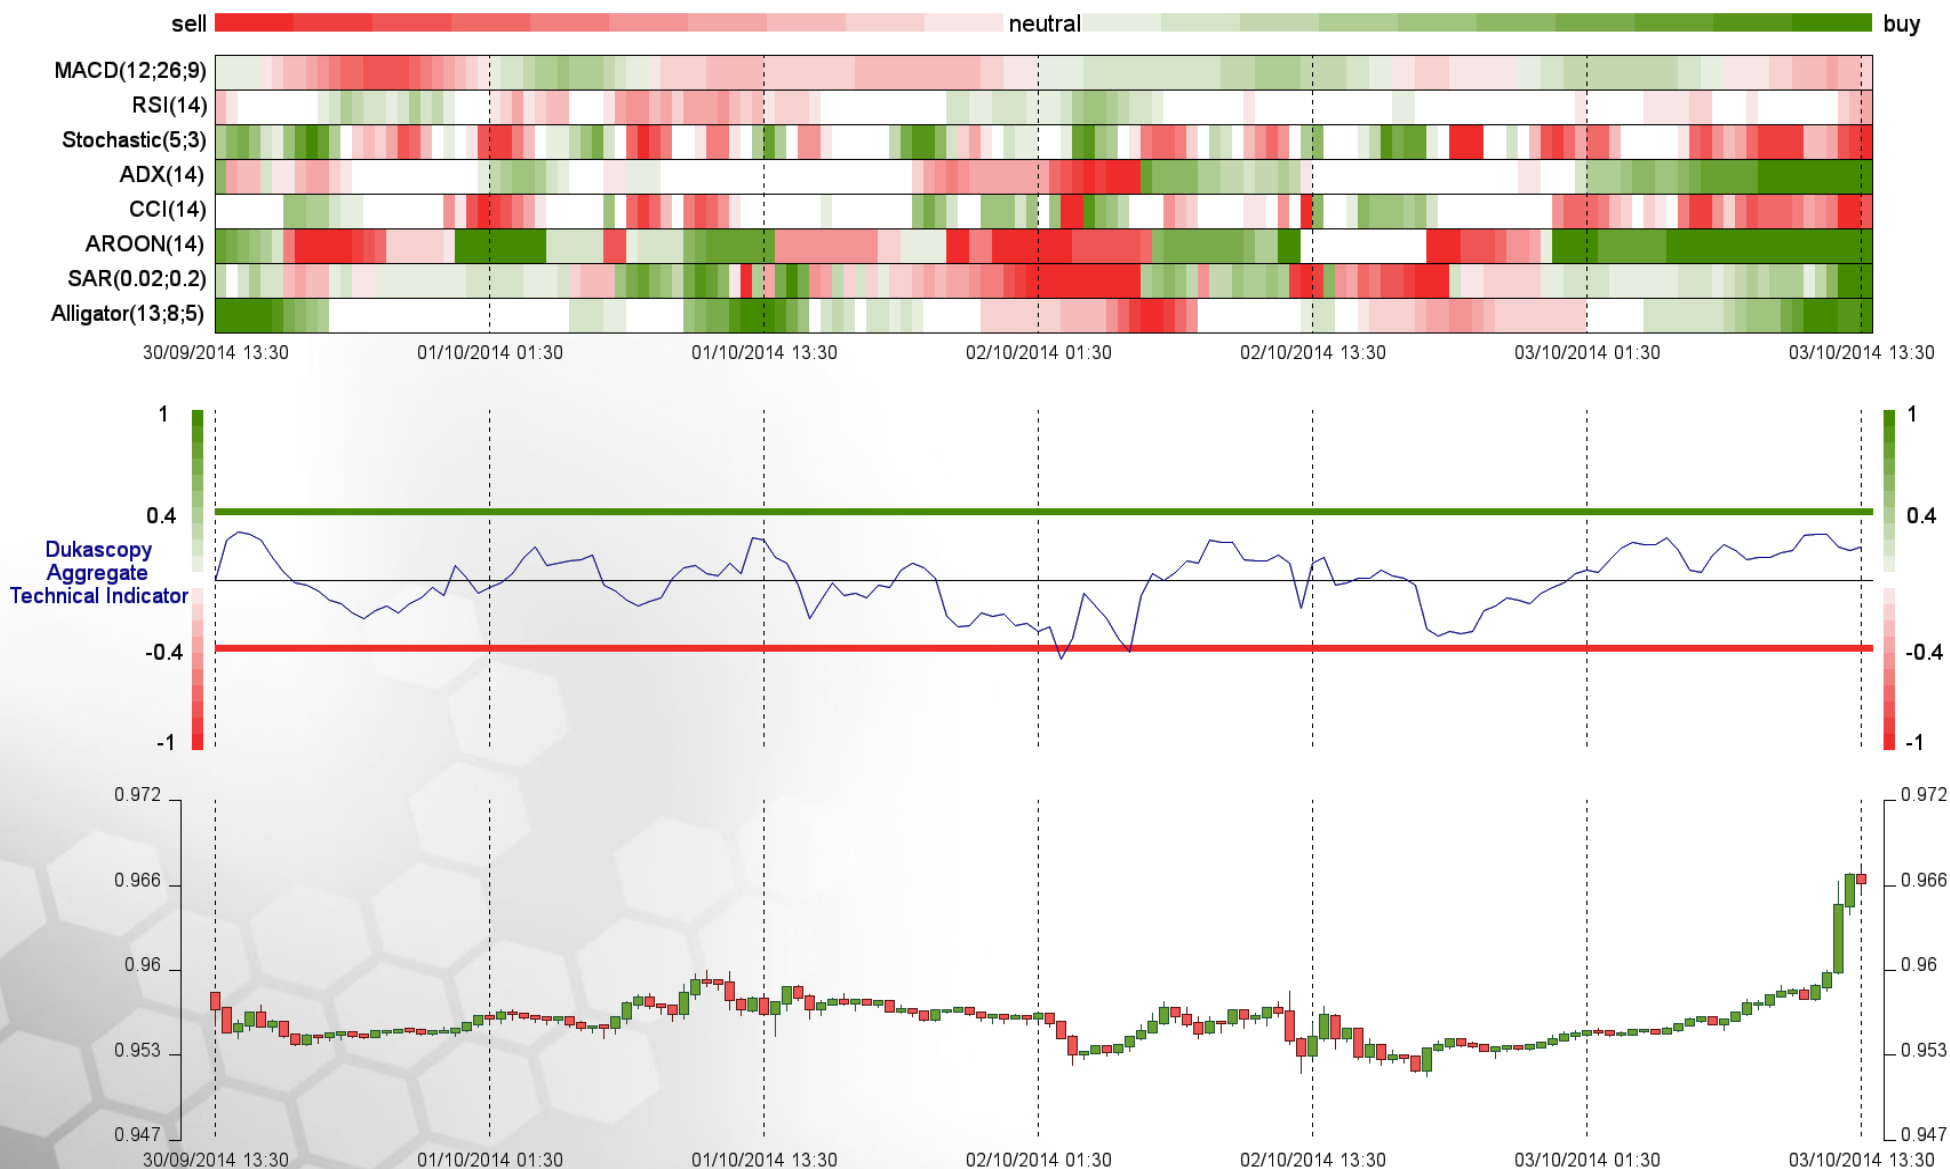 sell neutral buy
MACD(12;26;9)
RSI(14)
Stochastic(5;3)
ADX(14)
CCI(14)
AROON(14)
SAR(0.02;0.2)
Alligator(13;8;5)
30/09/2014 13:30 01/10/2014 01:30 01/10/2014 13:30 02/10/2014 01:30 02/10/2014 13:30 03/10/2014 01:30 03/10/2014 13:30
1 1
0.4 0.4
Dukascopy
Aggregate
Technical Indicator
-0.4 -0.4
-1 -1
0.972 0.972
0.966 0.966
0.96 0.96
0.953 0.953
0.947 0.947
30/09/2014 13:30 01/10/2014 01:30 01/10/2014 13:30 02/10/2014 01:30 02/10/2014 13:30 03/10/2014 01:30 03/10/2014 13:30